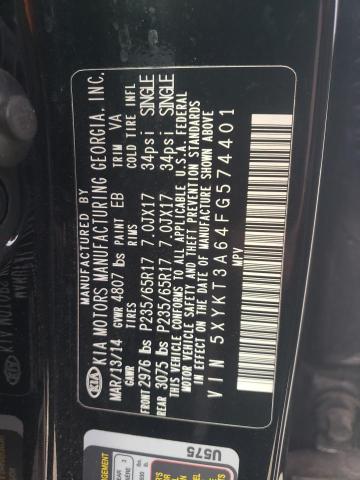 MANUFACTURED BY
KIA MOTORS MANUFACTURING GEORGIA, INC.
MAR/13/14 GVWR 4807 lbs PAINT EB TRIM VA
GAWR RIMS COLD TIRE INFL
FRONT 2976 lbs P235/65R17 7.0JX17 34psi SINGLE
REAR 3075 lbs P235/65R17 7.0JX17 34psi SINGLE
THIS VEHICLE CONFORMS TO ALL APPLICABLE U.S.A. FEDERAL
MOTOR VEHICLE SAFETY AND THEFT PREVENTION STANDARDS
IN EFFECT ON THE DATE OF MANUFACTURE SHOWN ABOVE
VIN 5XYKT3A64FG574401
MPV
KIA
U575